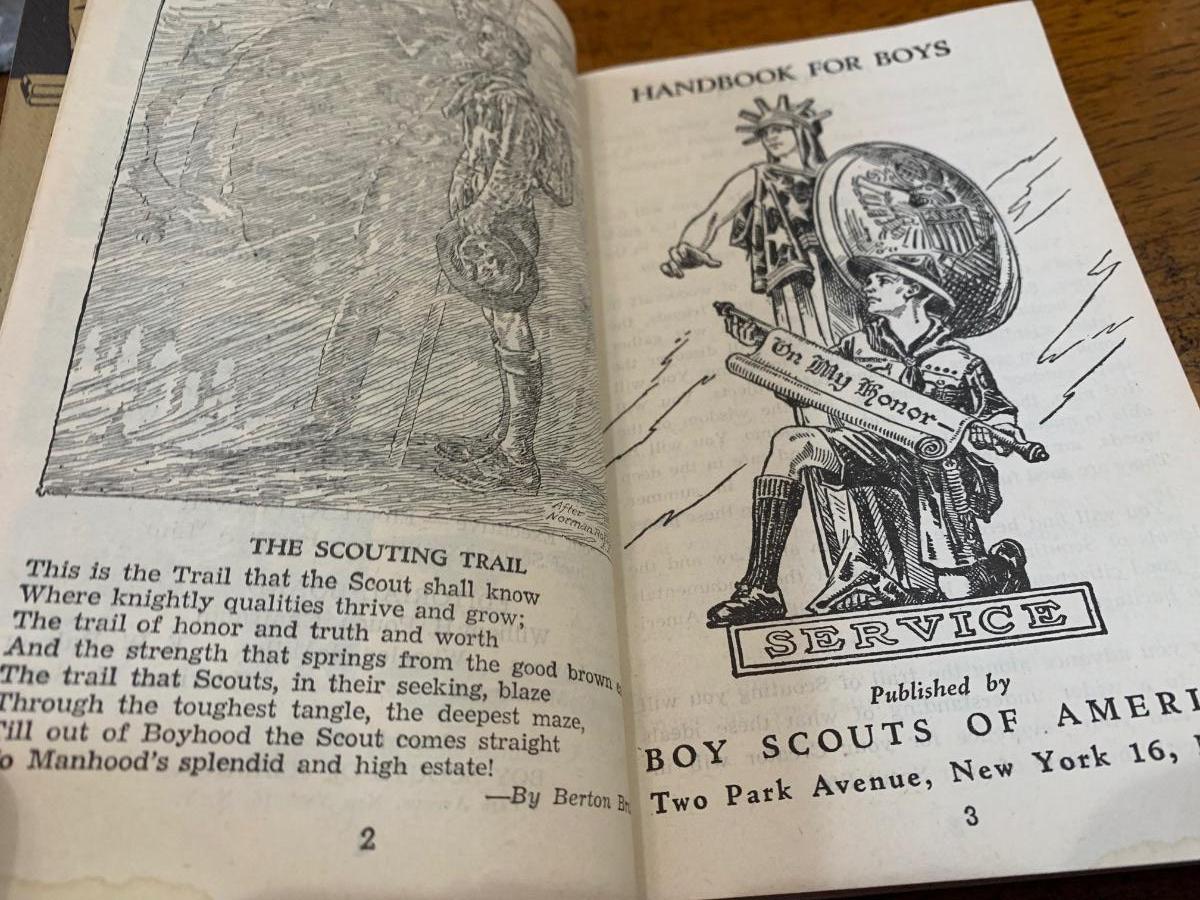 After
Norman
THE SCOUTING TRAIL
This is the Trail that the Scout shall know
Where knightly qualities thrive and grow;
The trail of honor and truth and worth
And the strength that springs from the good brown
The trail that Scouts, in their seeking, blaze
Through the toughest tangle, the deepest maze,
Till out of Boyhood the Scout comes straight
o Manhood's splendid and high estate!
—By Berton
2
HANDBOOK FOR BOYS
On My Honor
SERVICE
Published by
BOY SCOUTS OF AMERI
Two Park Avenue, New York 16,
3